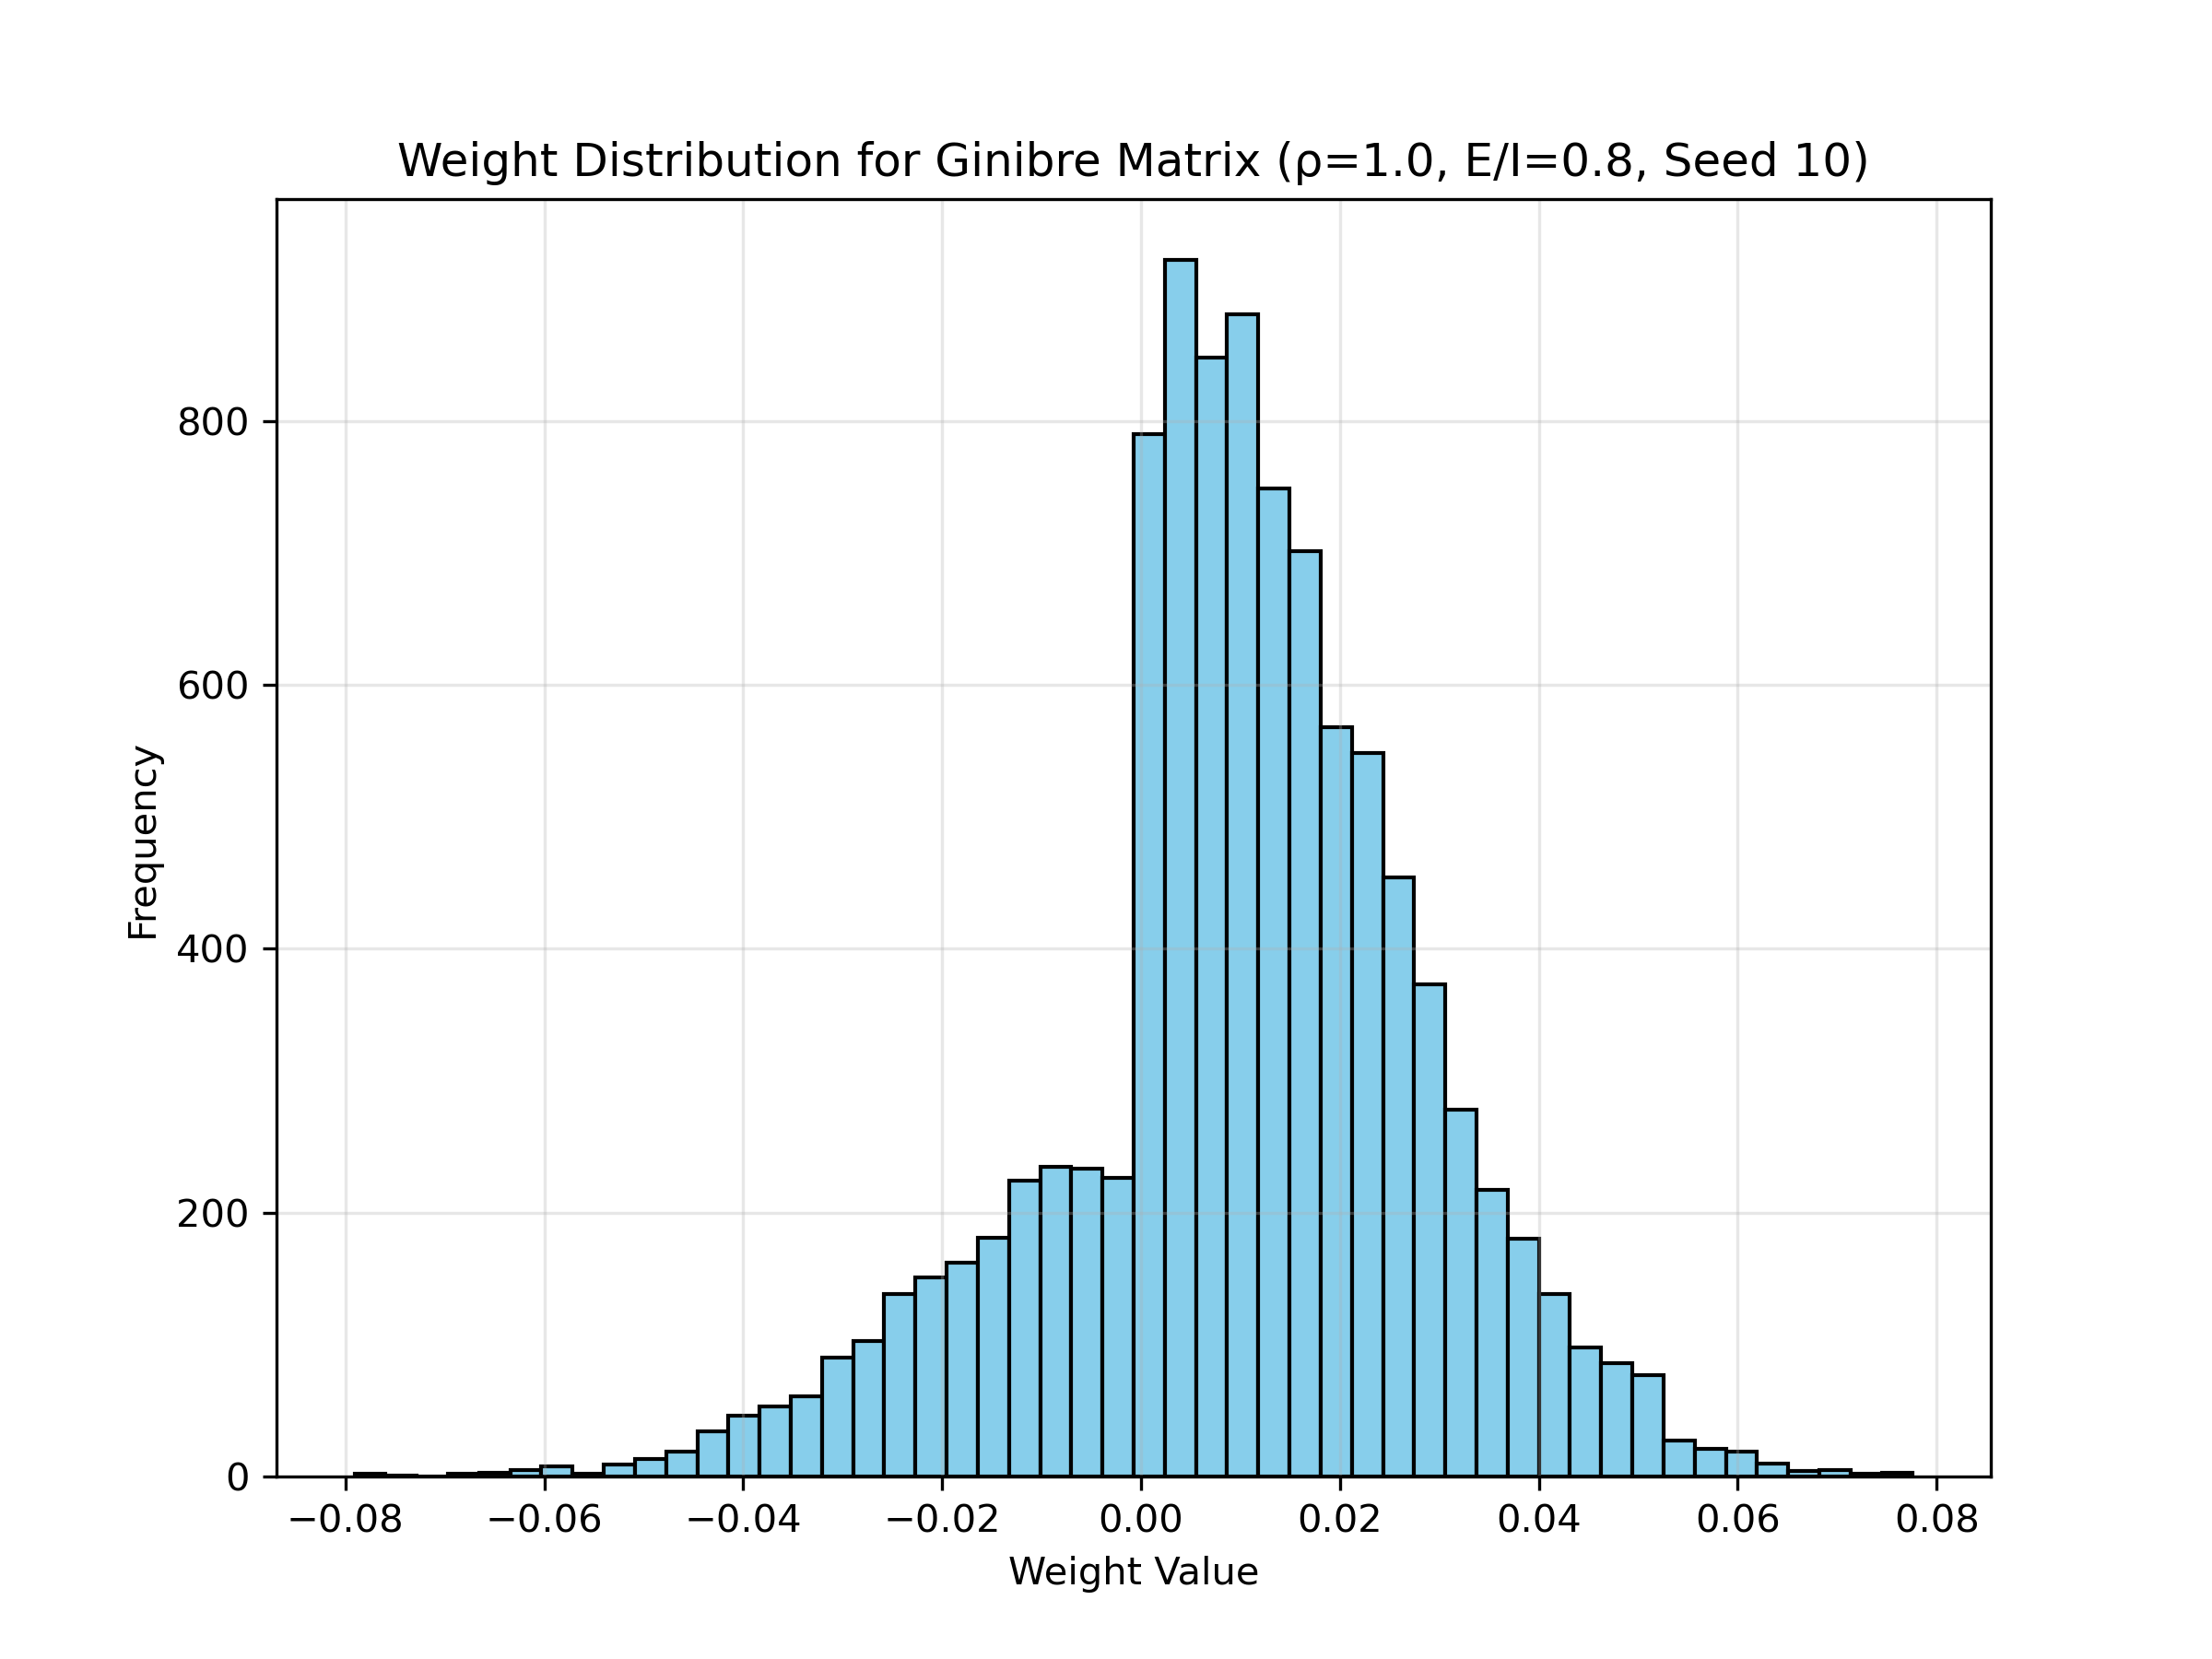 Weight Distribution for Ginibre Matrix (ρ=1.0, E/I=0.8, Seed 10)
Frequency
800
600
400
200
0
−0.08 −0.06 −0.04 −0.02 0.00 0.02 0.04 0.06 0.08
Weight Value